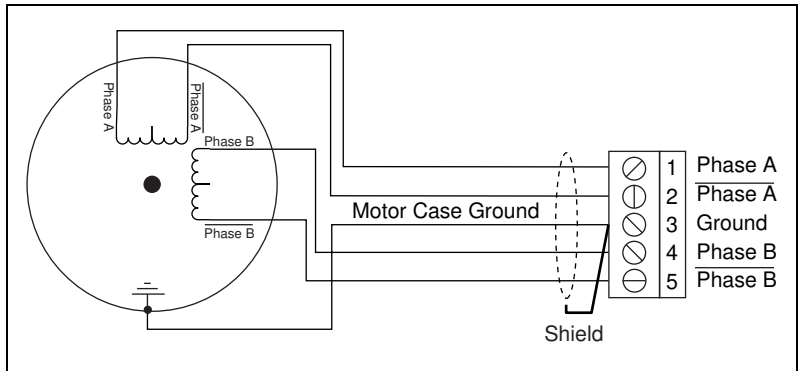 Phase A
Phase A
Phase B
Phase B
Motor Case Ground
Shield
1 Phase A
2 Phase A
3 Ground
4 Phase B
5 Phase B